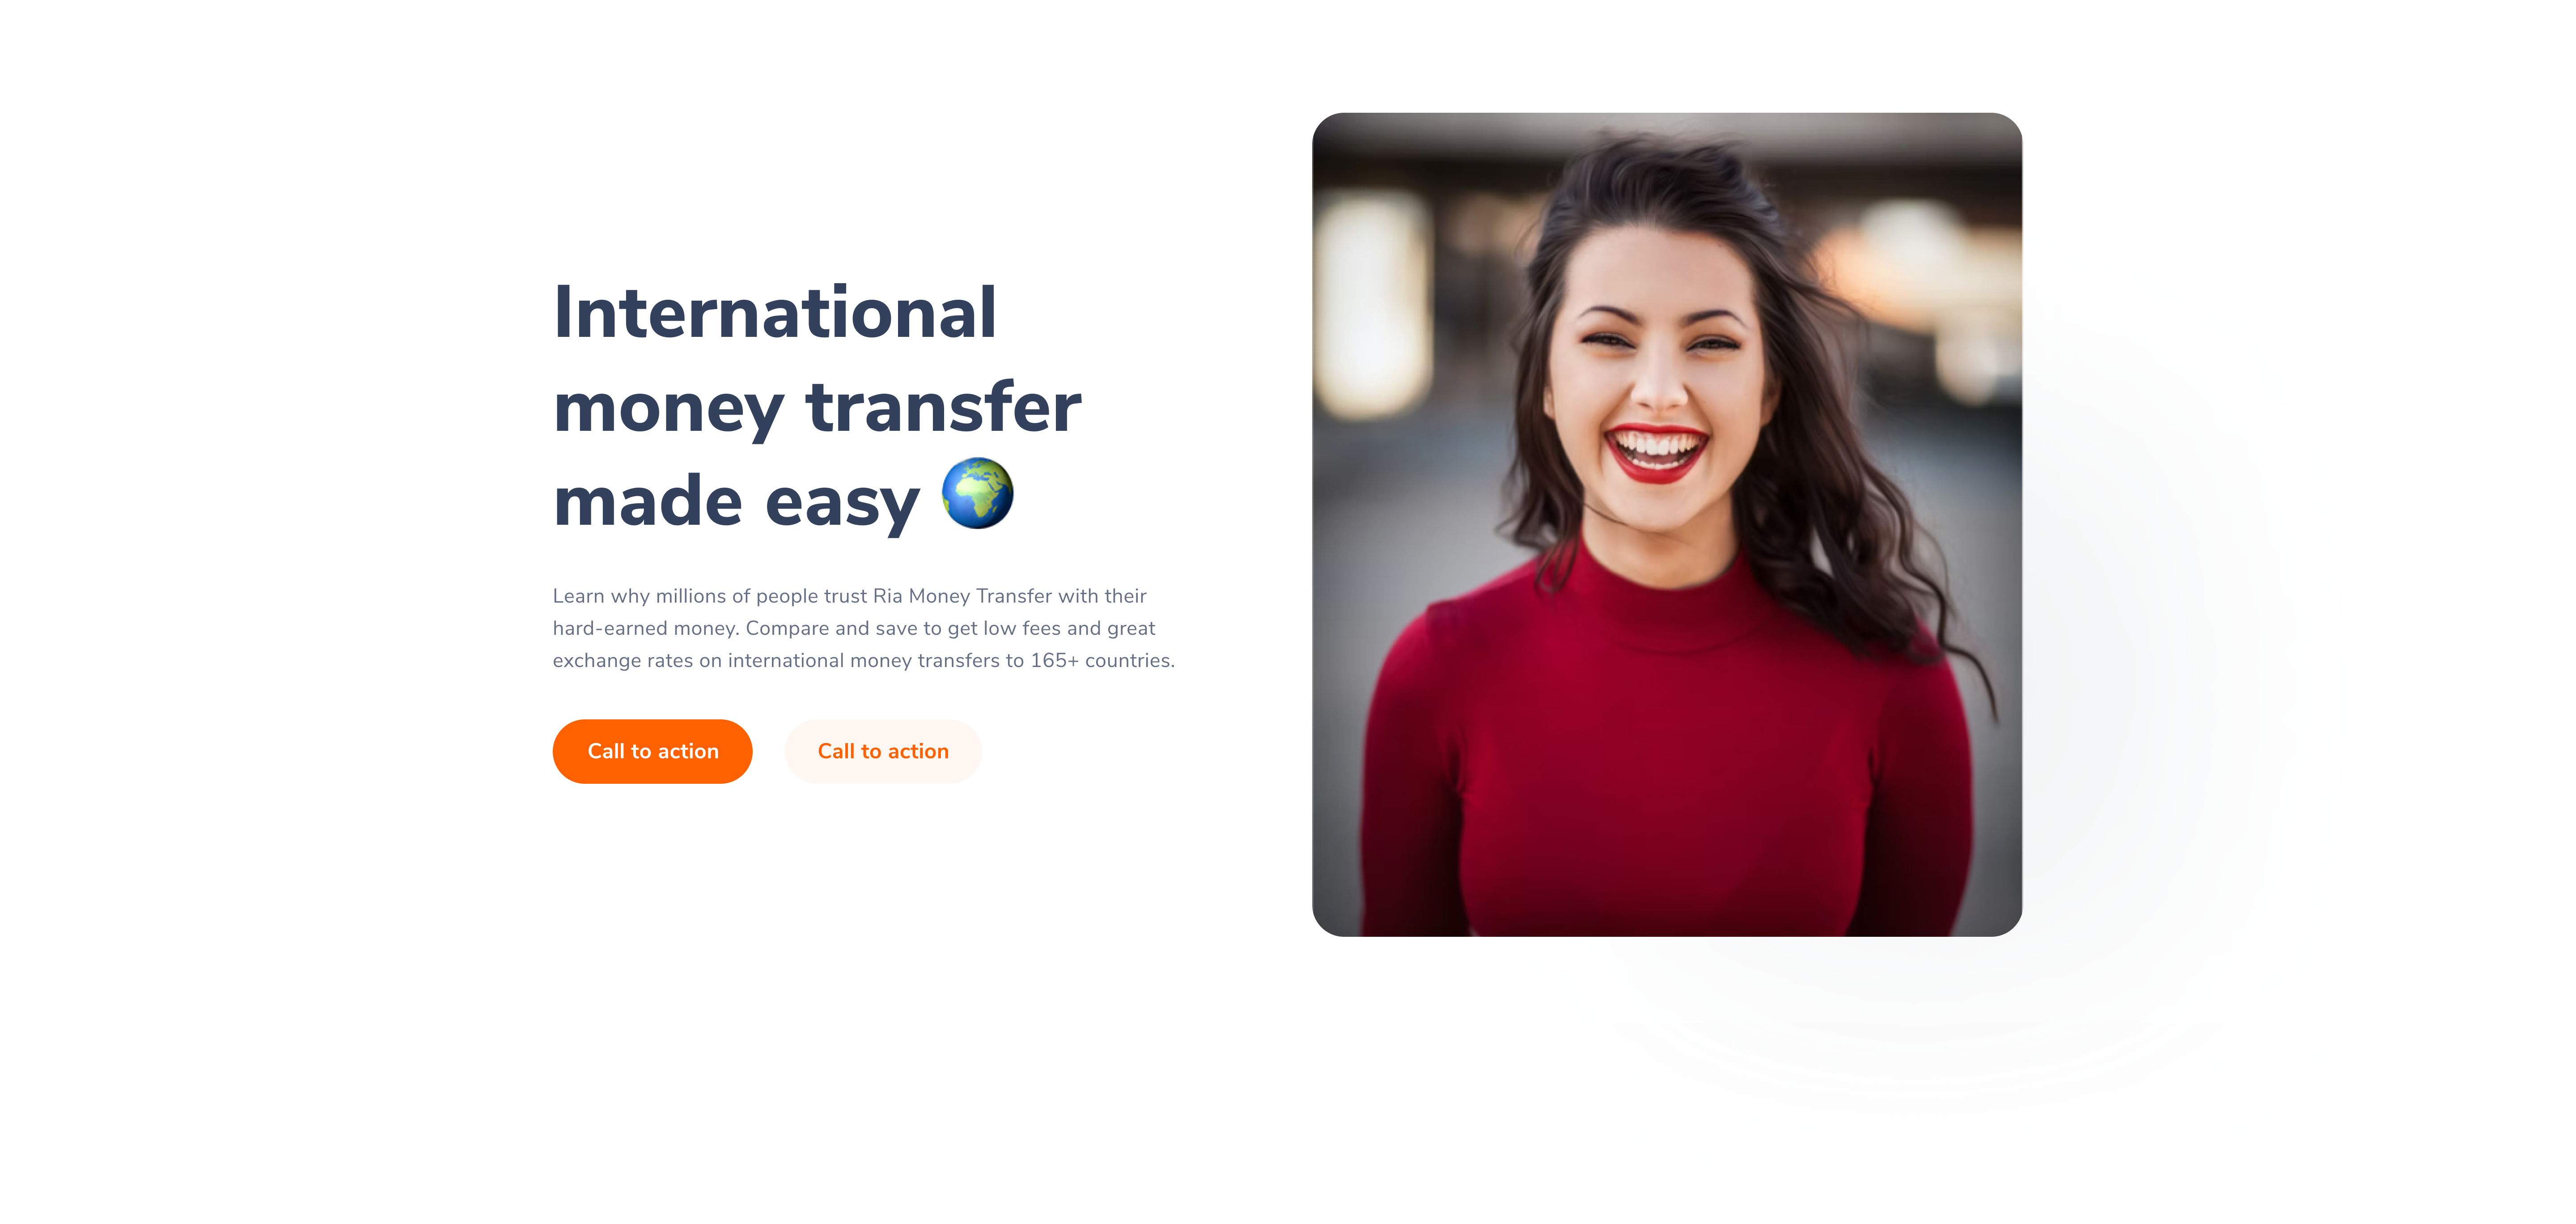 International
money transfer
made easy 🌍
Learn why millions of people trust Ria Money Transfer with their
hard-earned money. Compare and save to get low fees and great
exchange rates on international money transfers to 165+ countries.
Call to action
Call to action